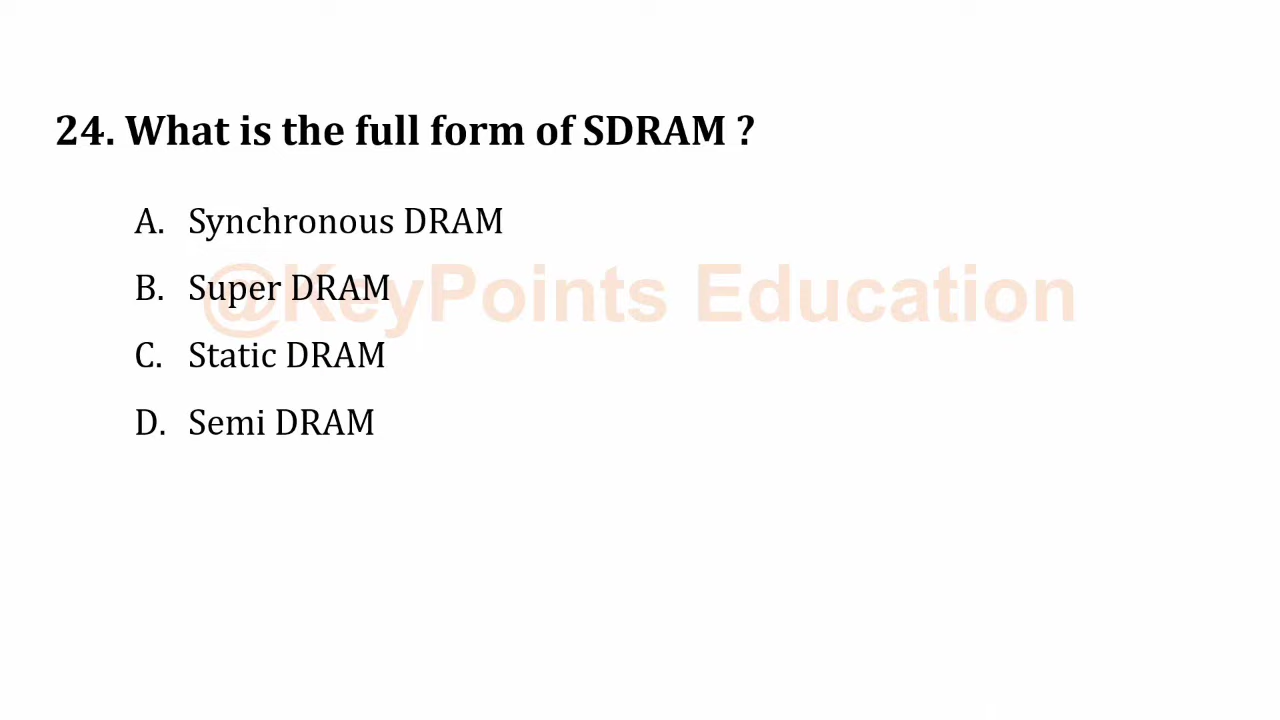 24. What is the full form of SDRAM ?
A. Synchronous DRAM
B. Super DRAM
@KeyPoints Education
C. Static DRAM
D. Semi DRAM